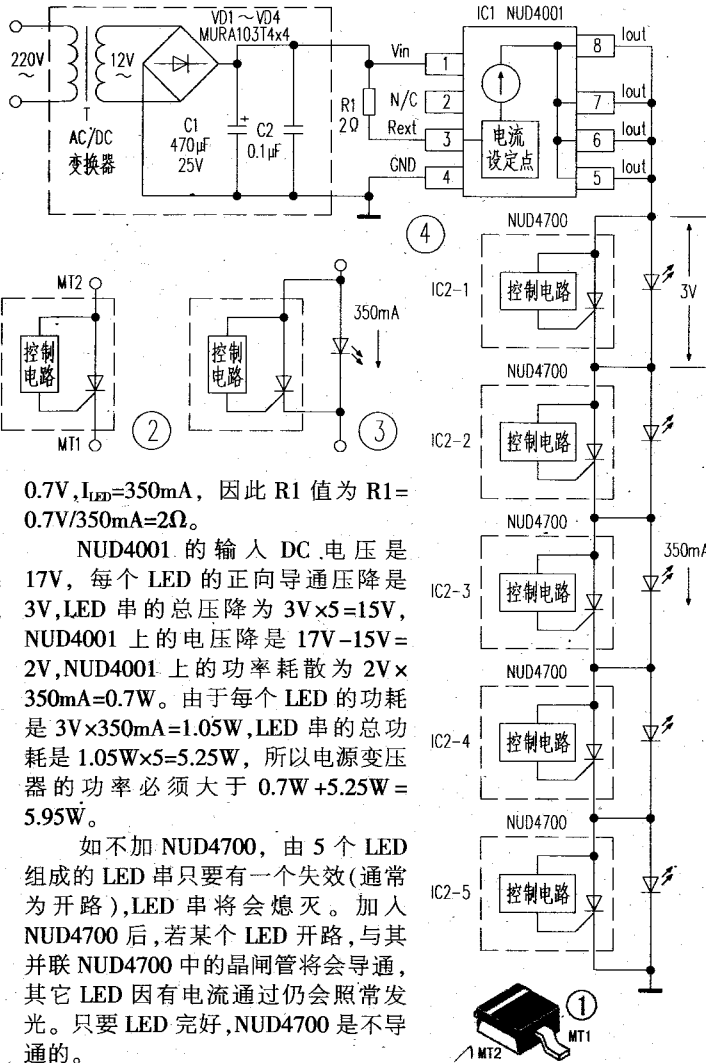 VD1～VD4
MURA103T4x4
220V
～
12V
～
T
AC/DC
变换器
C1
470μF
25V
C2
0.1μF
R1
2Ω
IC1 NUD4001
Vin
1
N/C
2
Rext
3
GND
4
电流
设定点
8
Iout
7
Iout
6
Iout
5
Iout
④
NUD4700
IC2-1
控制电路
3V
NUD4700
IC2-2
控制电路
NUD4700
IC2-3
控制电路
350mA
NUD4700
IC2-4
控制电路
NUD4700
IC2-5
控制电路
MT2
控制
电路
MT1
②
控制
电路
350mA
③
0.7V,ILED=350mA，因此 R1 值为 R1=
0.7V/350mA=2Ω。
NUD4001 的输入 DC 电压是
17V，每个 LED 的正向导通压降是
3V,LED 串的总压降为 3V×5=15V,
NUD4001 上的电压降是 17V-15V=
2V,NUD4001 上的功率耗散为 2V×
350mA=0.7W。由于每个 LED 的功耗
是 3V×350mA=1.05W,LED 串的总功
耗是 1.05W×5=5.25W，所以电源变压
器的功率必须大于 0.7W+5.25W=
5.95W。
如不加 NUD4700，由 5 个 LED
组成的 LED 串只要有一个失效(通常
为开路),LED 串将会熄灭。加入
NUD4700 后,若某个 LED 开路,与其
并联 NUD4700 中的晶闸管将会导通,
其它 LED 因有电流通过仍会照常发
光。只要 LED 完好,NUD4700 是不导
通的。
①
MT1
MT2